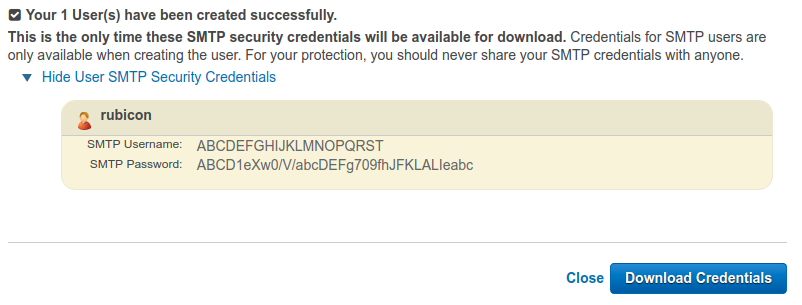 Your 1 User(s) have been created successfully.
This is the only time these SMTP security credentials will be available for download. Credentials for SMTP users are
only available when creating the user. For your protection, you should never share your SMTP credentials with anyone.
Hide User SMTP Security Credentials
rubicon
SMTP Username: ABCDEFGHIJKLMNOPQRST
SMTP Password: ABCD1eXw0/V/abcDEFg709fhJFKLALIeabc
Close Download Credentials